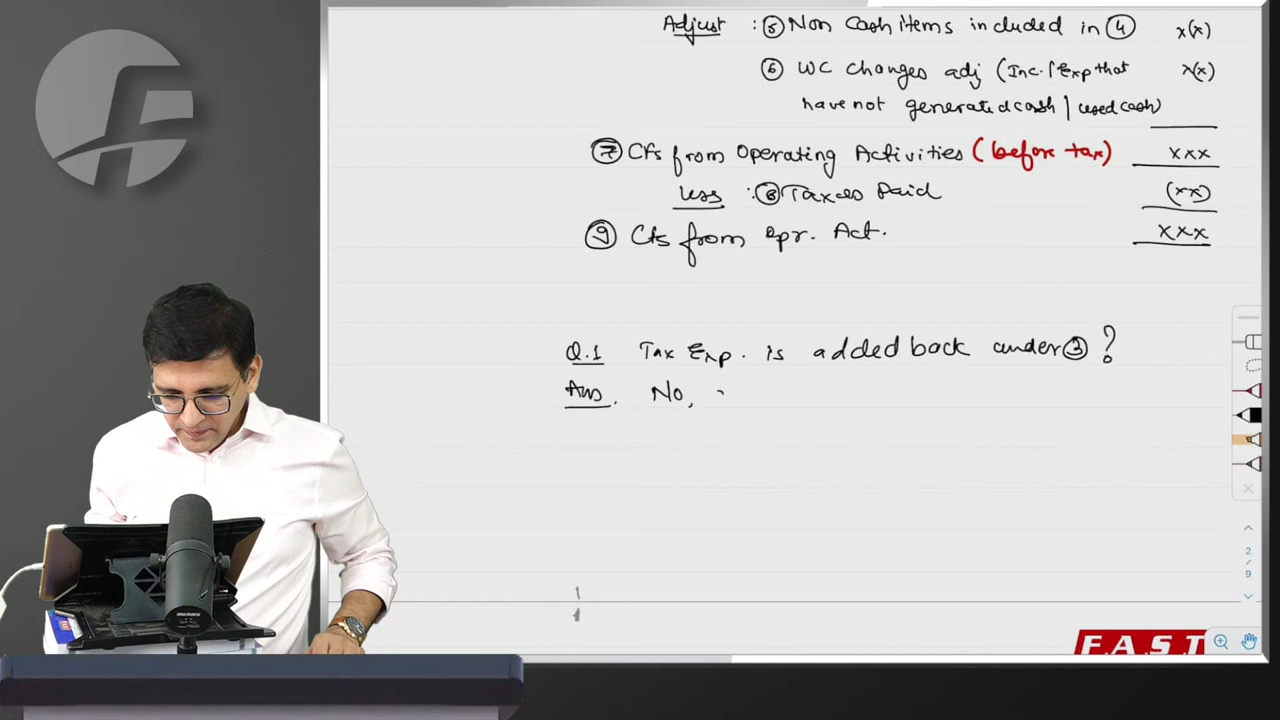 Adjust : ⑤ Non Cash items included in ④ x(x)
⑥ WC changes adj (Inc./Exp that x(x)
have not generated cash | used cash)
⑦ CFs from Operating Activities (before tax) xxx
less : ⑧ Taxes Paid (xx)
⑨ CFs from Opr. Act. xxx
Q.1 Tax Exp. is added back under ③ ?
Ans. No,
2
/
9
F.A.S.T